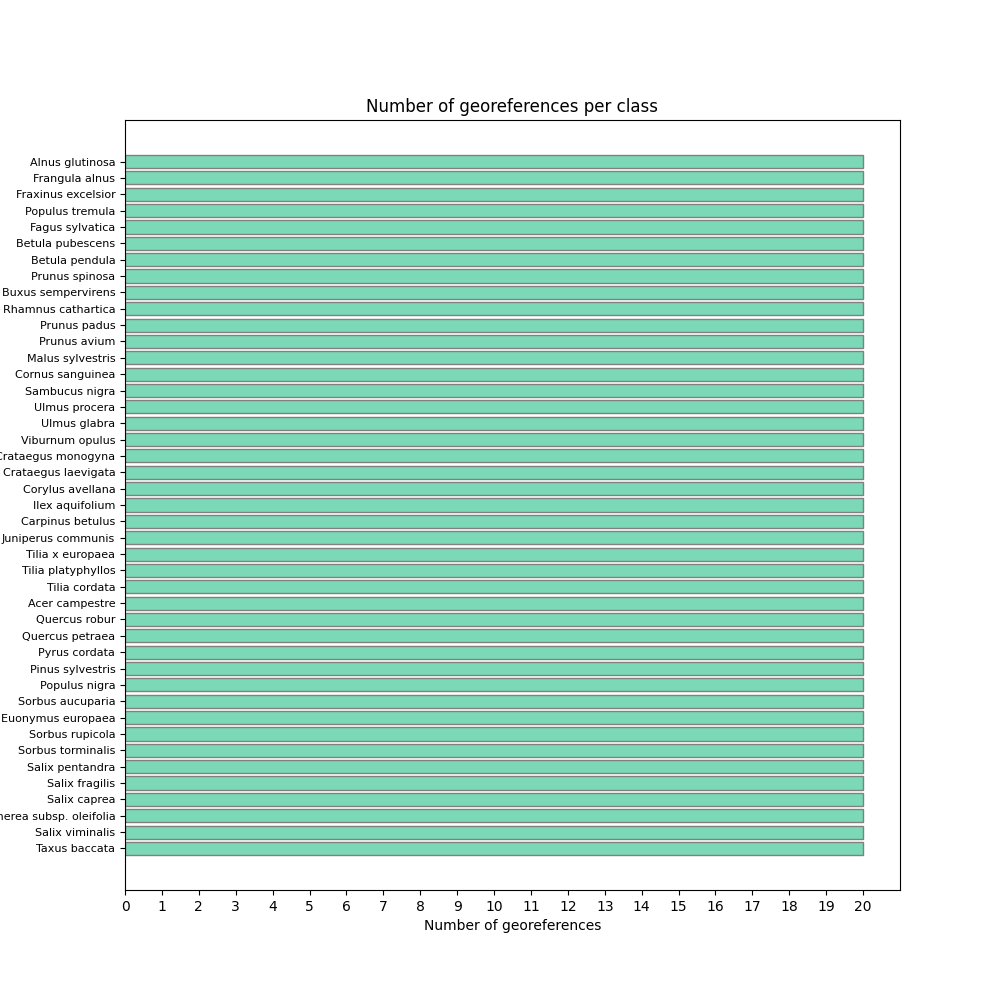 Number of georeferences per class
Alnus glutinosa
Frangula alnus
Fraxinus excelsior
Populus tremula
Fagus sylvatica
Betula pubescens
Betula pendula
Prunus spinosa
Buxus sempervirens
Rhamnus cathartica
Prunus padus
Prunus avium
Malus sylvestris
Cornus sanguinea
Sambucus nigra
Ulmus procera
Ulmus glabra
Viburnum opulus
Crataegus monogyna
Crataegus laevigata
Corylus avellana
Ilex aquifolium
Carpinus betulus
Juniperus communis
Tilia x europaea
Tilia platyphyllos
Tilia cordata
Acer campestre
Quercus robur
Quercus petraea
Pyrus cordata
Pinus sylvestris
Populus nigra
Sorbus aucuparia
Euonymus europaea
Sorbus rupicola
Sorbus torminalis
Salix pentandra
Salix fragilis
Salix caprea
subsp. oleifolia
Salix viminalis
Taxus baccata
0 1 2 3 4 5 6 7 8 9 10 11 12 13 14 15 16 17 18 19 20
Number of georeferences